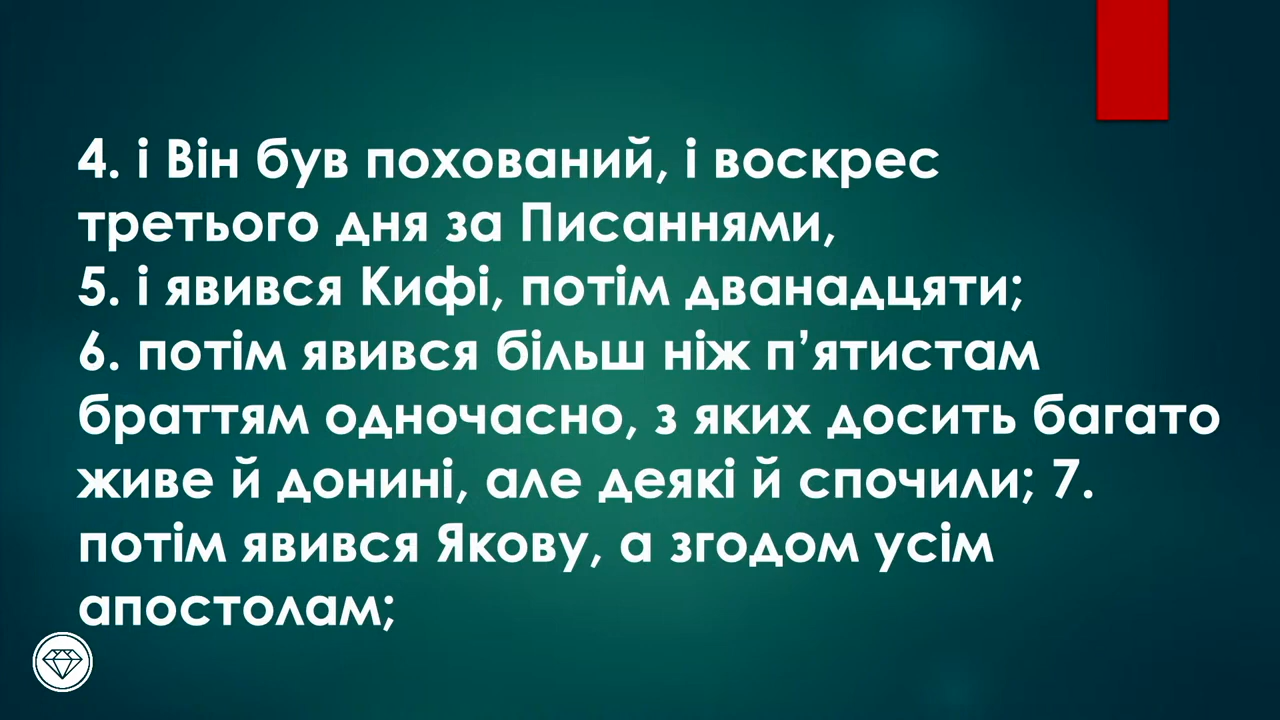 4. і Він був похований, і воскрес
третього дня за Писаннями,
5. і явився Кифі, потім дванадцяти;
6. потім явився більш ніж п’ятистам
браттям одночасно, з яких досить багато
живе й донині, але деякі й спочили; 7.
потім явився Якову, а згодом усім
апостолам;